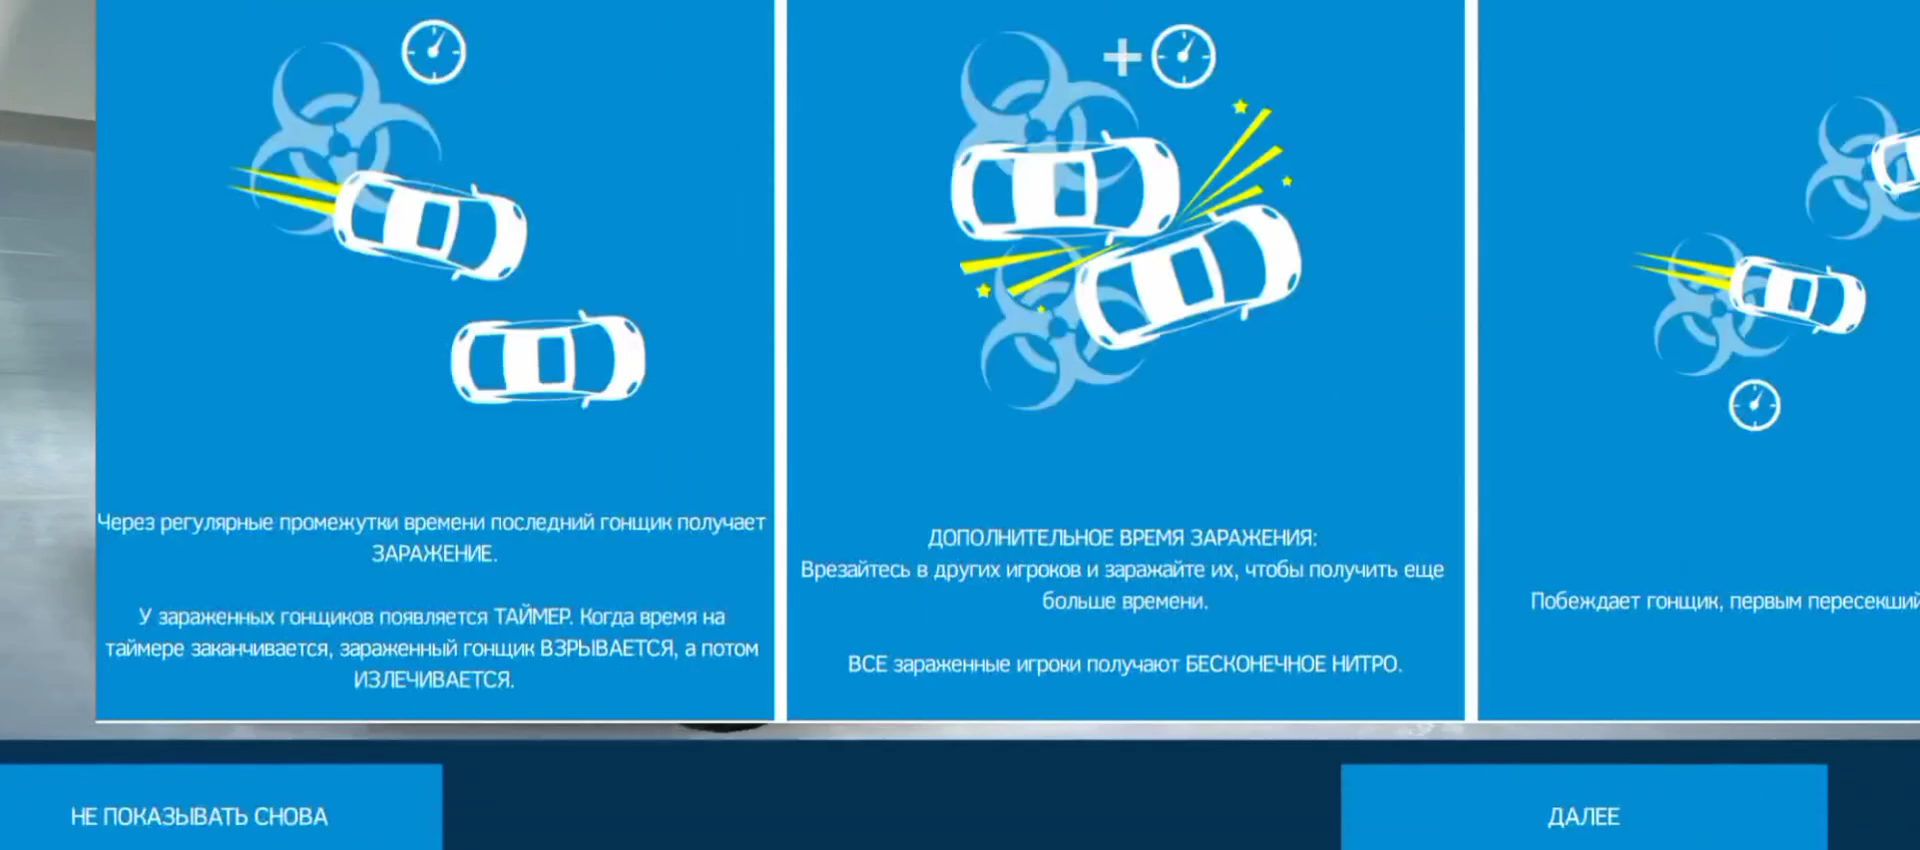 Через регулярные промежутки времени последний гонщик получает
ЗАРАЖЕНИЕ.
У зараженных гонщиков появляется ТАЙМЕР. Когда время на
таймере заканчивается, зараженный гонщик ВЗРЫВАЕТСЯ, а потом
ИЗЛЕЧИВАЕТСЯ.
ДОПОЛНИТЕЛЬНОЕ ВРЕМЯ ЗАРАЖЕНИЯ:
Врезайтесь в других игроков и заражайте их, чтобы получить еще
больше времени.
ВСЕ зараженные игроки получают БЕСКОНЕЧНОЕ НИТРО.
Побеждает гонщик, первым пересекший
НЕ ПОКАЗЫВАТЬ СНОВА
ДАЛЕЕ